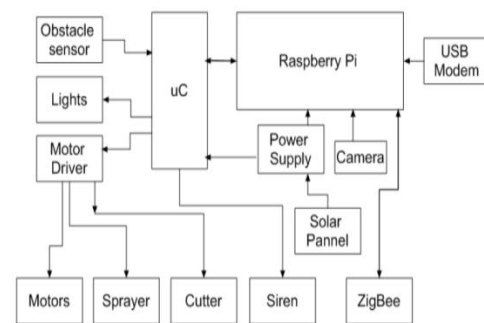 Obstacle
sensor
uC
Raspberry Pi
USB
Modem
Lights
Motor
Driver
Power
Supply
Camera
Solar
Pannel
Motors
Sprayer
Cutter
Siren
ZigBee